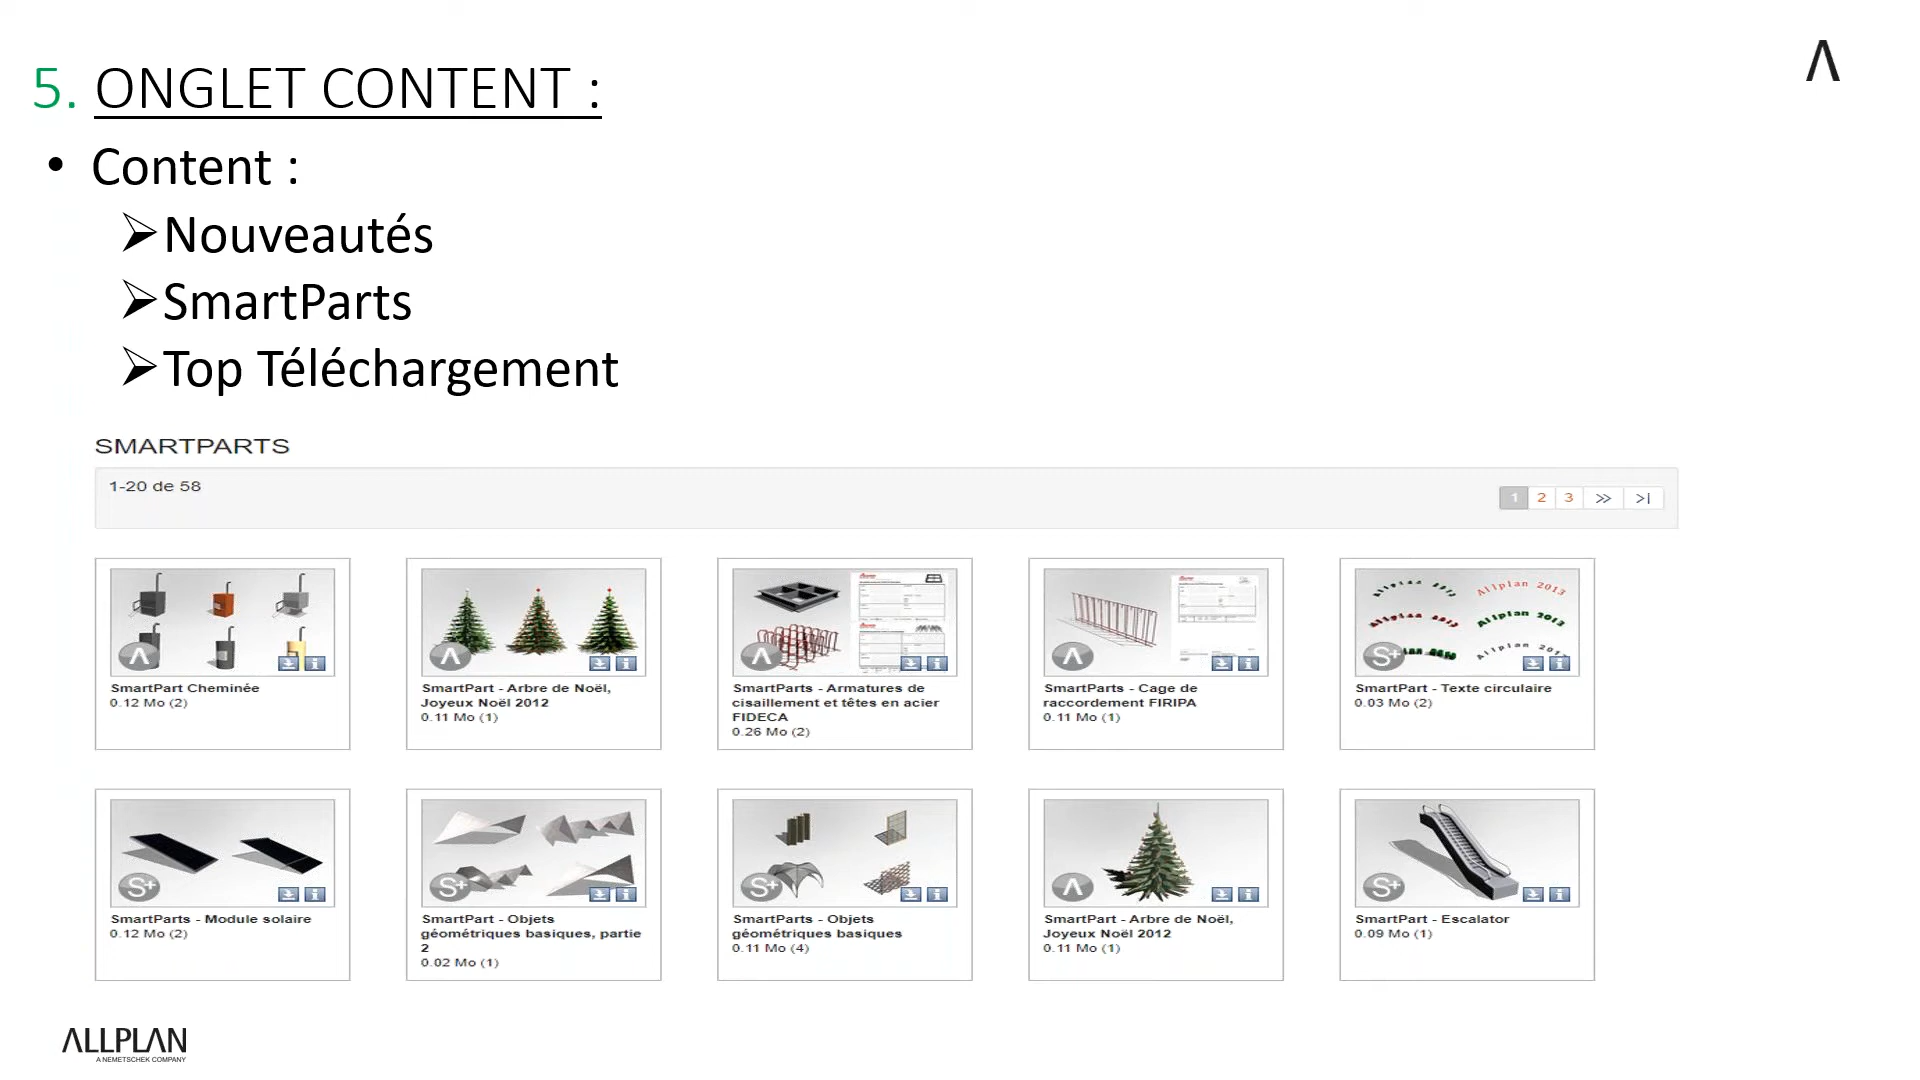 5. ONGLET CONTENT :
• Content :
➢Nouveautés
➢SmartParts
➢Top Téléchargement
SMARTPARTS
1-20 de 58
1 2 3 >> >|
SmartPart Cheminée
0.12 Mo (2)
SmartPart - Arbre de Noël,
Joyeux Noël 2012
0.11 Mo (1)
SmartParts - Armatures de
cisaillement et têtes en acier
FIDECA
0.26 Mo (2)
SmartParts - Cage de
raccordement FIRIPA
0.11 Mo (1)
Allplan 2013
Allplan 2013
SmartPart - Texte circulaire
0.03 Mo (2)
S+
SmartParts - Module solaire
0.12 Mo (2)
S+
SmartPart - Objets
géométriques basiques, partie
2
0.02 Mo (1)
S+
SmartParts - Objets
géométriques basiques
0.11 Mo (4)
SmartPart - Arbre de Noël,
Joyeux Noël 2012
0.11 Mo (1)
S+
SmartPart - Escalator
0.09 Mo (1)
ALLPLAN
A NEMETSCHEK COMPANY